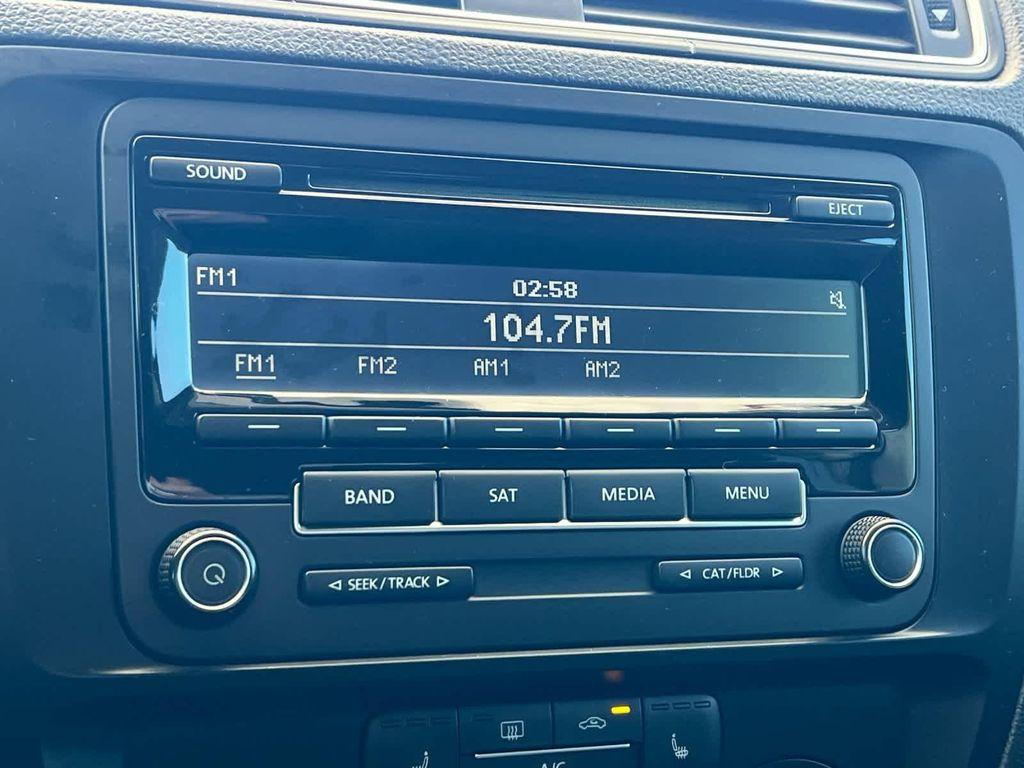 SOUND
EJECT
FM1
02:58
104.7FM
FM1 FM2 AM1 AM2
BAND SAT MEDIA MENU
SEEK/TRACK CAT/FLDR
A/C